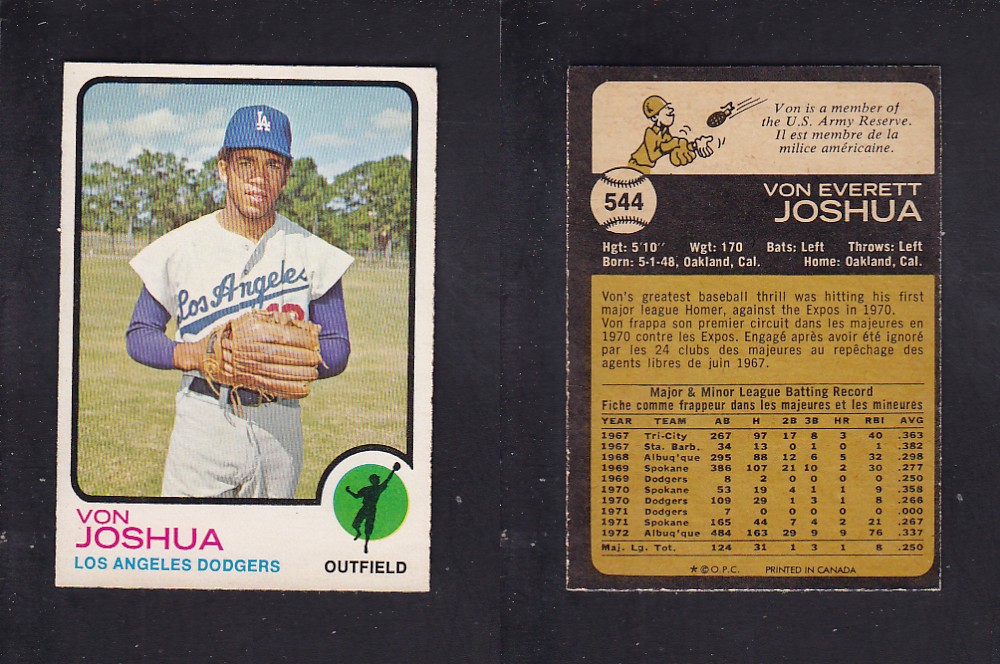 LA
Los Angeles
VON
JOSHUA
LOS ANGELES DODGERS
OUTFIELD
Von is a member of
the U.S. Army Reserve.
Il est membre de la
milice américaine.
544
VON EVERETT
JOSHUA
Hgt: 5'10" Wgt: 170 Bats: Left Throws: Left
Born: 5-1-48, Oakland, Cal. Home: Oakland, Cal.
Von's greatest baseball thrill was hitting his first
major league Homer, against the Expos in 1970.
Von frappa son premier circuit dans les majeures en
1970 contre les Expos. Engagé après avoir été ignoré
par les 24 clubs des majeures au repêchage des
agents libres de juin 1967.
Major & Minor League Batting Record
Fiche comme frappeur dans les majeures et les mineures
YEAR TEAM AB H 2B 3B HR RBI AVG
1967 Tri-City 267 97 17 8 3 40 .363
1967 Sta. Barb. 34 13 0 1 0 1 .382
1968 Albuq'que 295 88 12 6 5 32 .298
1969 Spokane 386 107 21 10 2 30 .277
1969 Dodgers 8 2 0 0 0 0 .250
1970 Spokane 53 19 4 1 1 9 .358
1970 Dodgers 109 29 1 3 1 8 .266
1971 Dodgers 7 0 0 0 0 0 .000
1971 Spokane 165 44 7 4 2 21 .267
1972 Albuq'que 484 163 29 9 9 76 .337
Maj. Lg. Tot. 124 31 1 3 1 8 .250
★ © O.P.C. PRINTED IN CANADA